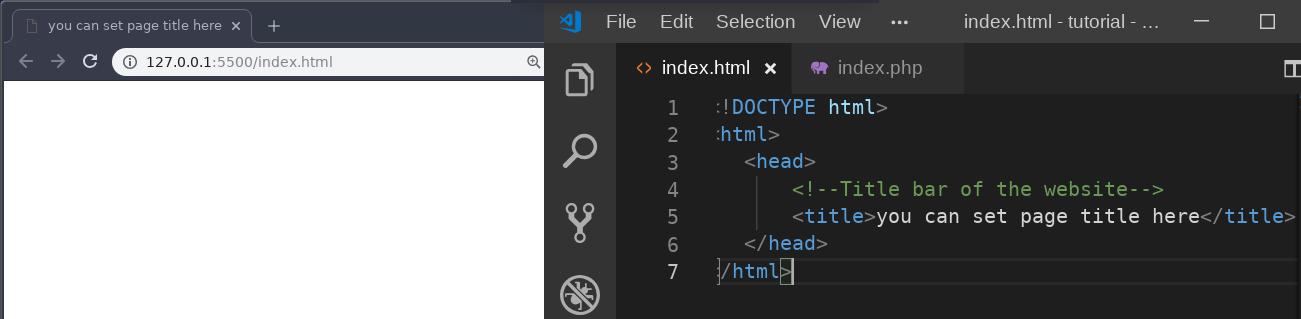 you can set page title here
127.0.0.1:5500/index.html
File Edit Selection View ··· index.html - tutorial - ...
index.html index.php
1 <!DOCTYPE html>
2 <html>
3 <head>
4 <!--Title bar of the website-->
5 <title>you can set page title here</title>
6 </head>
7 </html>